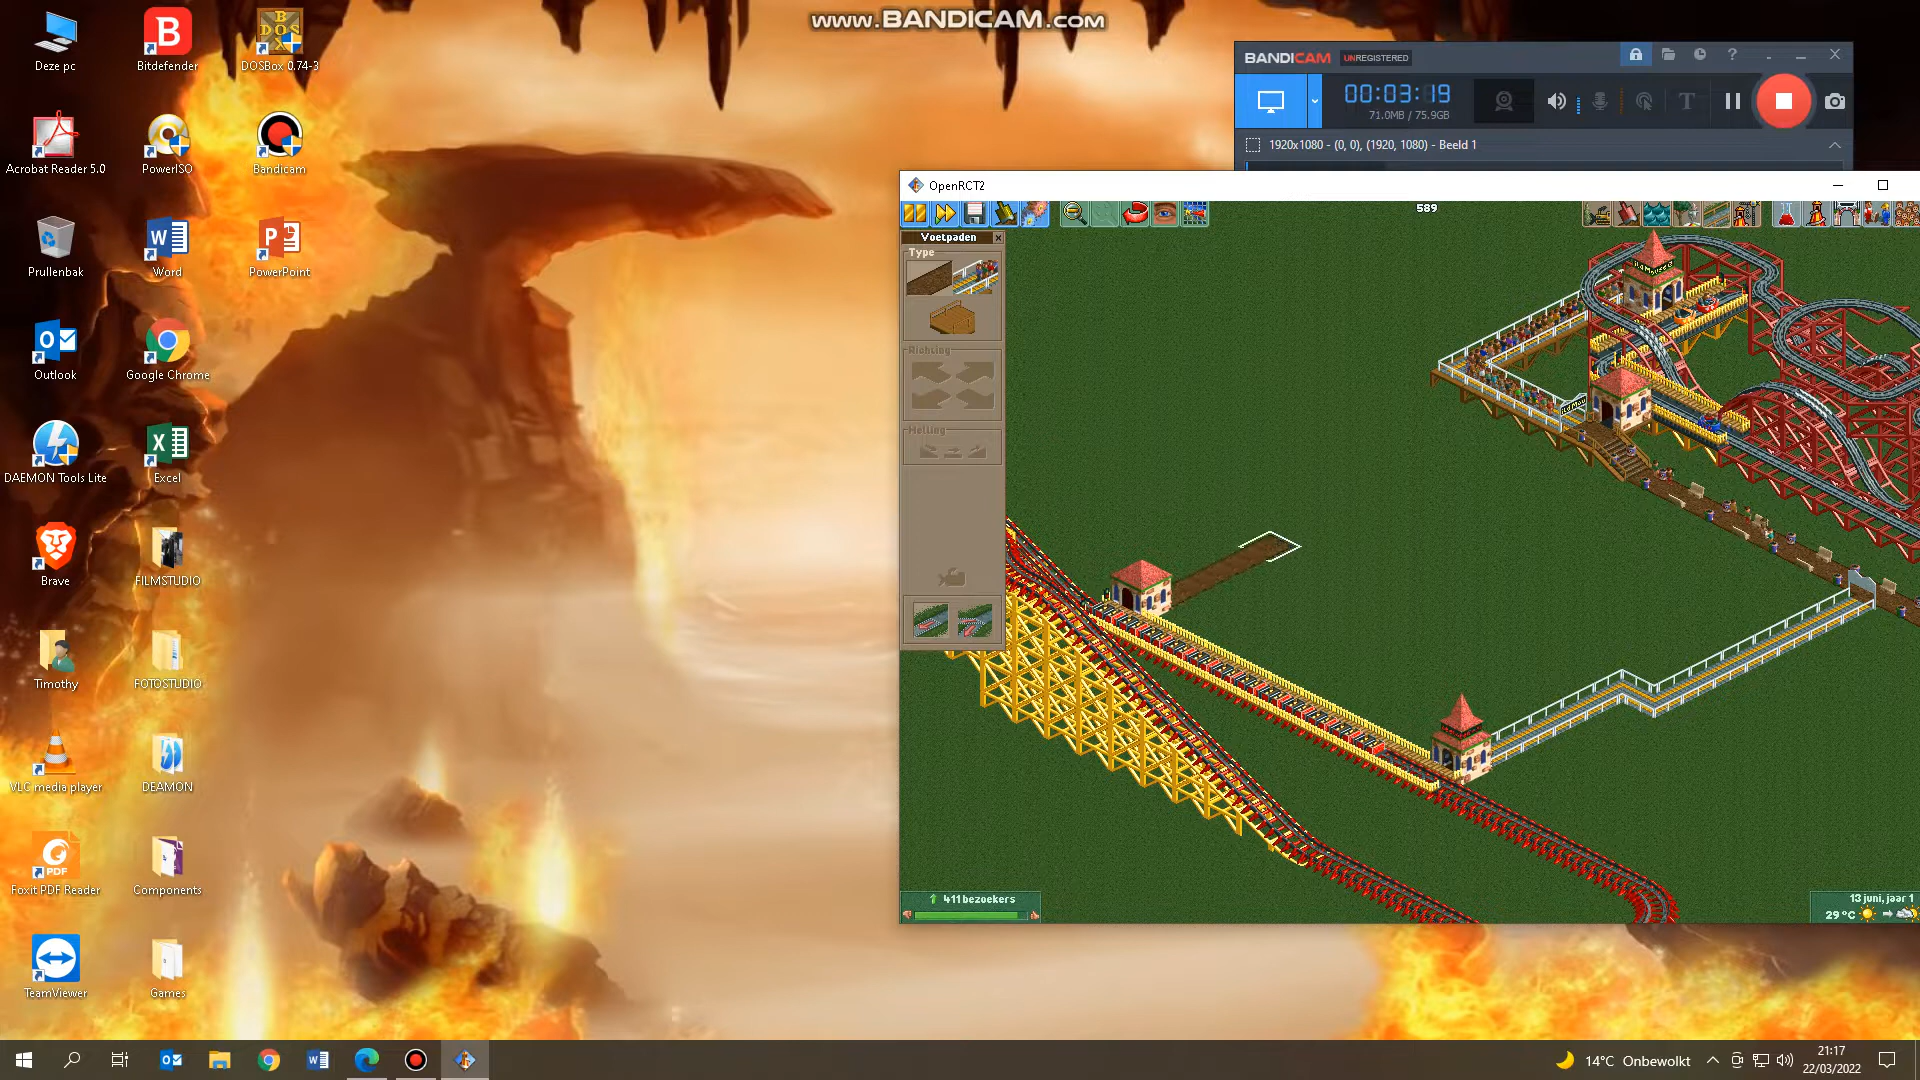 www.BANDICAM.com
Deze pc
Bitdefender
DOSBox 0.74-3
Acrobat Reader 5.0
PowerISO
Bandicam
Prullenbak
Word
PowerPoint
Outlook
Google Chrome
DAEMON Tools Lite
Excel
Brave
FILMSTUDIO
Timothy
FOTOSTUDIO
VLC media player
DEAMON
Foxit PDF Reader
Components
TeamViewer
Games
BANDICAM UNREGISTERED
00:03:19
71.0MB / 75.9GB
1920x1080 - (0, 0), (1920, 1080) - Beeld 1
OpenRCT2
589
Voetpaden
Type
Richting
Helling
411 bezoekers
13 juni, jaar 1
29°C
14°C Onbewolkt
21:17
22/03/2022